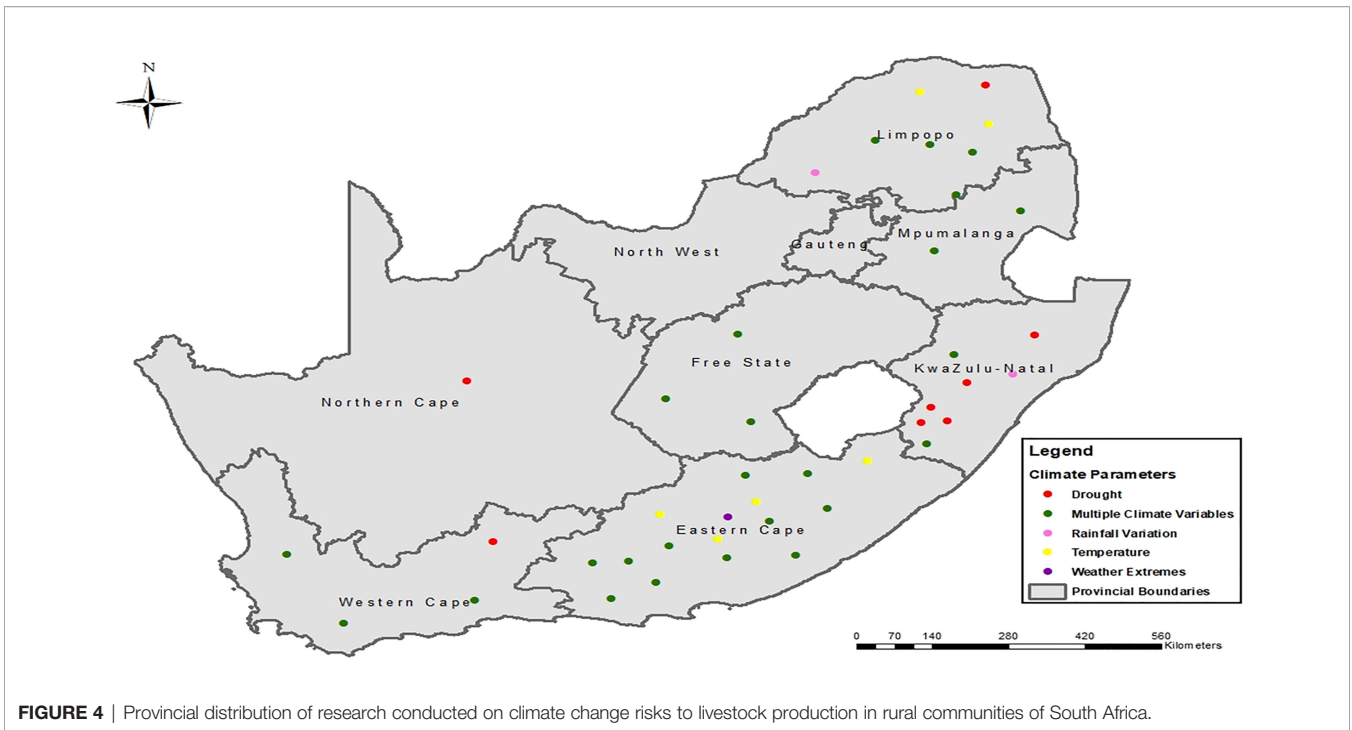 N
Limpopo
Mpumalanga
Gauteng
North West
Free State
KwaZulu-Natal
Northern Cape
Eastern Cape
Western Cape
Legend
Climate Parameters
Drought
Multiple Climate Variables
Rainfall Variation
Temperature
Weather Extremes
Provincial Boundaries
0 70 140 280 420 560
Kilometers
FIGURE 4 | Provincial distribution of research conducted on climate change risks to livestock production in rural communities of South Africa.